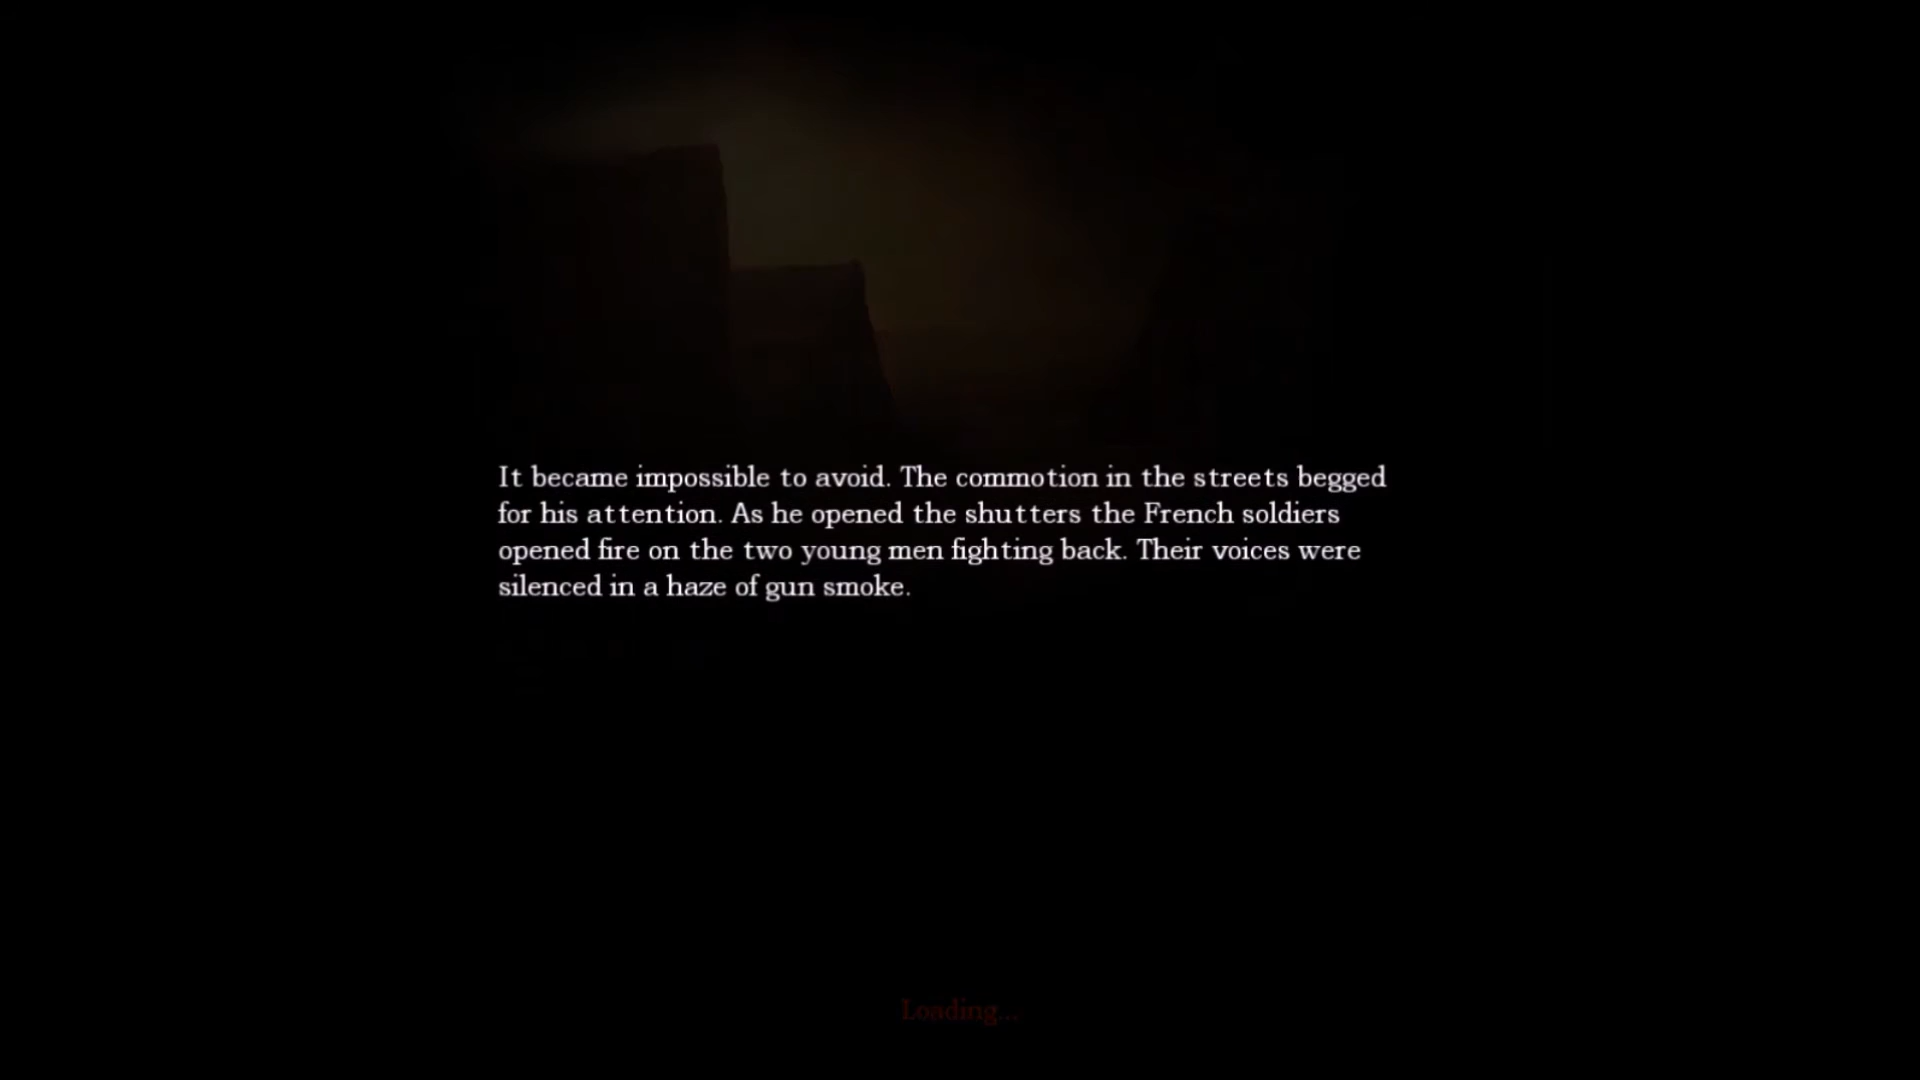 It became impossible to avoid. The commotion in the streets begged
for his attention. As he opened the shutters the French soldiers
opened fire on the two young men fighting back. Their voices were
silenced in a haze of gun smoke.
Loading...